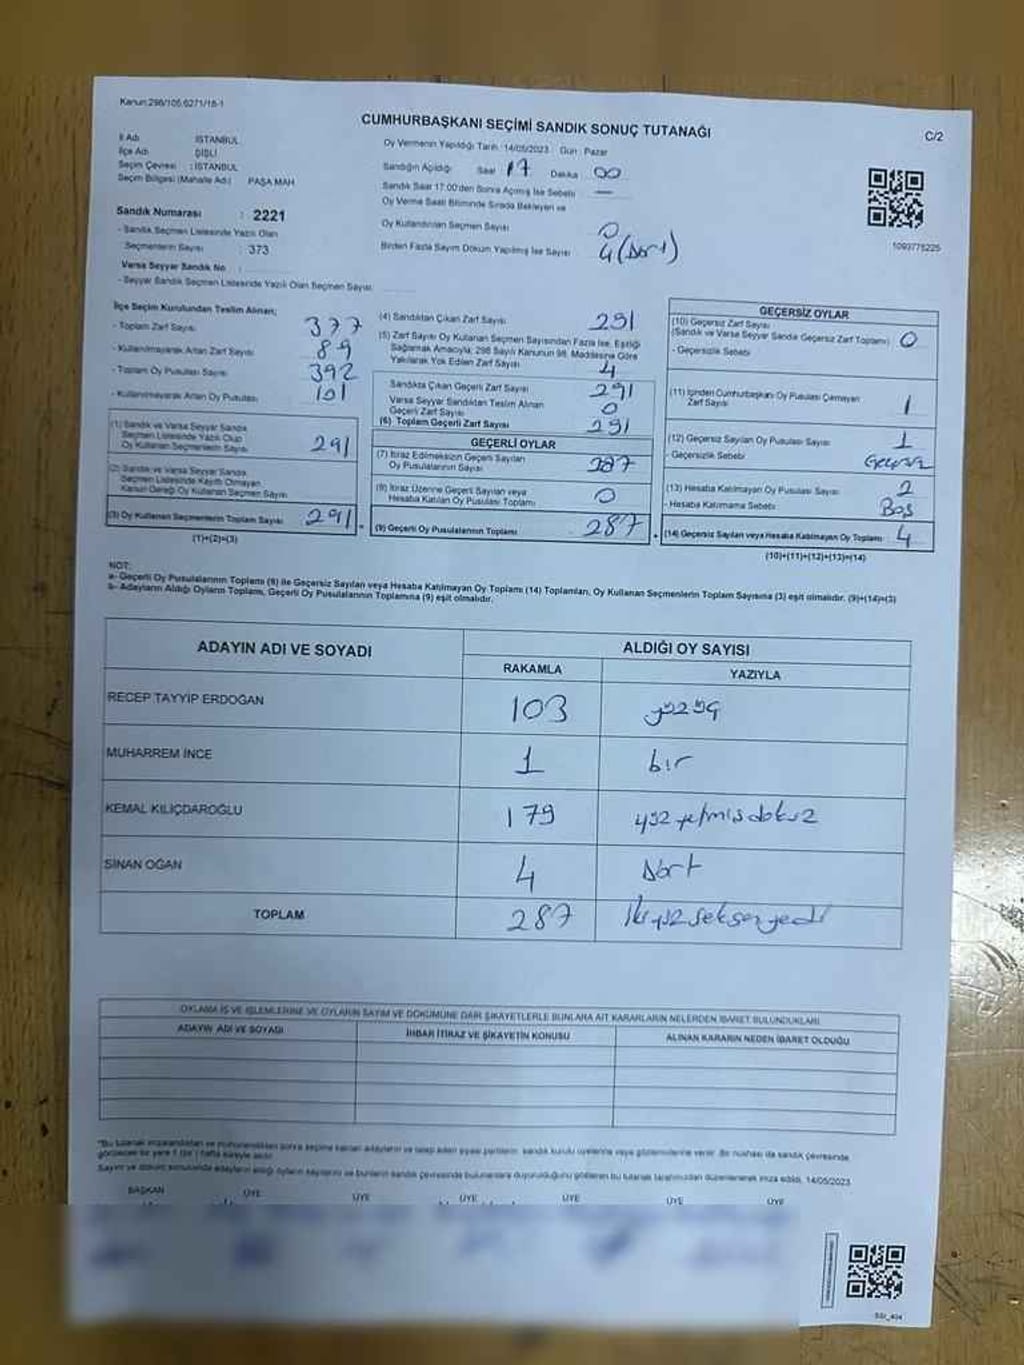 Kanun:298/105,6271/18-1
CUMHURBAŞKANI SEÇİMİ SANDIK SONUÇ TUTANAĞI
C/2
İl Adı : İSTANBUL
İlçe Adı : ŞİŞLİ
Seçim Çevresi : İSTANBUL
Seçim Bölgesi (Mahalle Adı) PAŞA MAH
Sandık Numarası : 2221
- Sandık Seçmen Listesinde Yazılı Olan
Seçmenlerin Sayısı : 373
Varsa Seyyar Sandık No :
- Seyyar Sandık Seçmen Listesinde Yazılı Olan Seçmen Sayısı:
Oy Vermenin Yapıldığı Tarih :14/05/2023 Gün : Pazar
Sandığın Açıldığı Saat 17 Dakika 00
Sandık Saat 17:00'den Sonra Açılmış İse Sebebi —
Oy Verme Saati Bitiminde Sırada Bekleyen ve
Oy Kullandırılan Seçmen Sayısı 0
Birden Fazla Sayım Döküm Yapılmış İse Sayısı 4 (Dört)
1093775225
İlçe Seçim Kurulundan Teslim Alınan;
- Toplam Zarf Sayısı 377
- Kullanılmayarak Artan Zarf Sayısı 89
- Toplam Oy Pusulası Sayısı 392
- Kullanılmayarak Artan Oy Pusulası 101
(1) Sandık ve Varsa Seyyar Sandık
Seçmen Listesinde Yazılı Olup
Oy Kullanan Seçmenlerin Sayısı 291
(2) Sandık ve Varsa Seyyar Sandık
Seçmen Listesinde Kayıtlı Olmayan
Kanun Gereği Oy Kullanan Seçmen Sayısı
(3) Oy Kullanan Seçmenlerin Toplam Sayısı 291
(1)+(2)=(3)
(4) Sandıktan Çıkan Zarf Sayısı 291
(5) Zarf Sayısı Oy Kullanan Seçmen Sayısından Fazla İse, Eşitliği
Sağlamak Amacıyla; 298 Sayılı Kanunun 98. Maddesine Göre
Yakılarak Yok Edilen Zarf Sayısı 4
Sandıkta Çıkan Geçerli Zarf Sayısı 291
Varsa Seyyar Sandıktan Teslim Alınan
Geçerli Zarf Sayısı 0
(6) Toplam Geçerli Zarf Sayısı 291
GEÇERLİ OYLAR
(7) İtiraz Edilmeksizin Geçerli Sayılan
Oy Pusulalarının Sayısı 287
(8) İtiraz Üzerine Geçerli Sayılan veya
Hesaba Katılan Oy Pusulası Toplamı 0
(9) Geçerli Oy Pusulalarının Toplamı 287
GEÇERSİZ OYLAR
(10) Geçersiz Zarf Sayısı
(Sandık ve Varsa Seyyar Sandık Geçersiz Zarf Toplamı) 0
- Geçersizlik Sebebi
(11) İçinden Cumhurbaşkanı Oy Pusulası Çıkmayan
Zarf Sayısı 1
(12) Geçersiz Sayılan Oy Pusulası Sayısı 1
- Geçersizlik Sebebi Geçersiz
(13) Hesaba Katılmayan Oy Pusulası Sayısı 2
- Hesaba Katılmama Sebebi Boş
(14) Geçersiz Sayılan veya Hesaba Katılmayan Oy Toplamı 4
(10)+(11)+(12)+(13)=(14)
NOT:
a- Geçerli Oy Pusulalarının Toplamı (9) ile Geçersiz Sayılan veya Hesaba Katılmayan Oy Toplamı (14) Toplamları, Oy Kullanan Seçmenlerin Toplam Sayısına (3) eşit olmalıdır. (9)+(14)=(3)
b- Adayların Aldığı Oyların Toplamı, Geçerli Oy Pusulalarının Toplamına (9) eşit olmalıdır.
ADAYIN ADI VE SOYADI
ALDIĞI OY SAYISI
RAKAMLA YAZIYLA
RECEP TAYYİP ERDOĞAN 103
MUHARREM İNCE 1 bir
KEMAL KILIÇDAROĞLU 179 yüzyetmişdokuz
SİNAN OĞAN 4 Dört
TOPLAM 287 İkiyüzseksenyedi
OYLAMA İŞ VE İŞLEMLERİNE VE OYLARIN SAYIM VE DÖKÜMÜNE DAİR ŞİKAYETLERLE BUNLARA AİT KARARLARIN NELERDEN İBARET BULUNDUKLARI
ADAYIN ADI VE SOYADI İHBAR İTİRAZ VE ŞİKAYETİN KONUSU ALINAN KARARIN NEDEN İBARET OLDUĞU
Sayım ve döküm sonucunda adayların aldığı oyların sayılarını ve bunların sandık çevresinde bulunanlara duyurulduğunu gösteren bu tutanak tarafımızdan düzenlenerek imza edildi. 14/05/2023
BAŞKAN ÜYE ÜYE ÜYE ÜYE ÜYE ÜYE